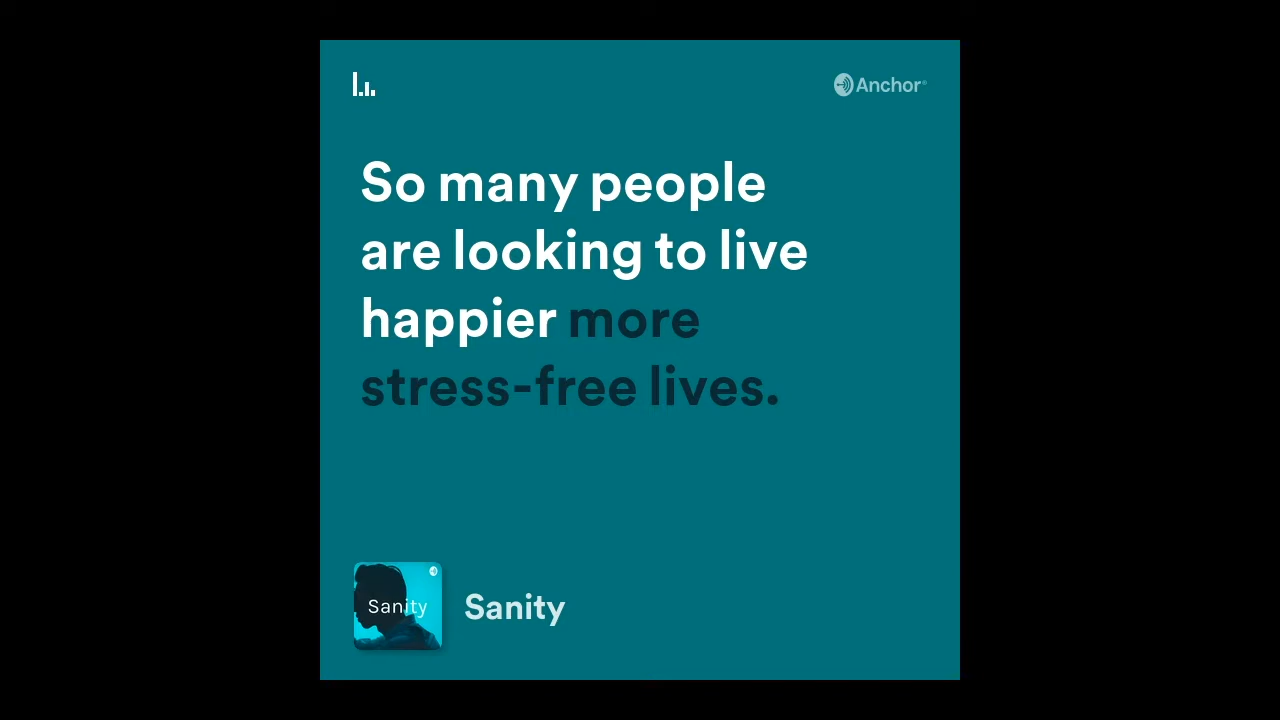 Anchor
So many people
are looking to live
happier more
stress-free lives.
Sanity
Sanity